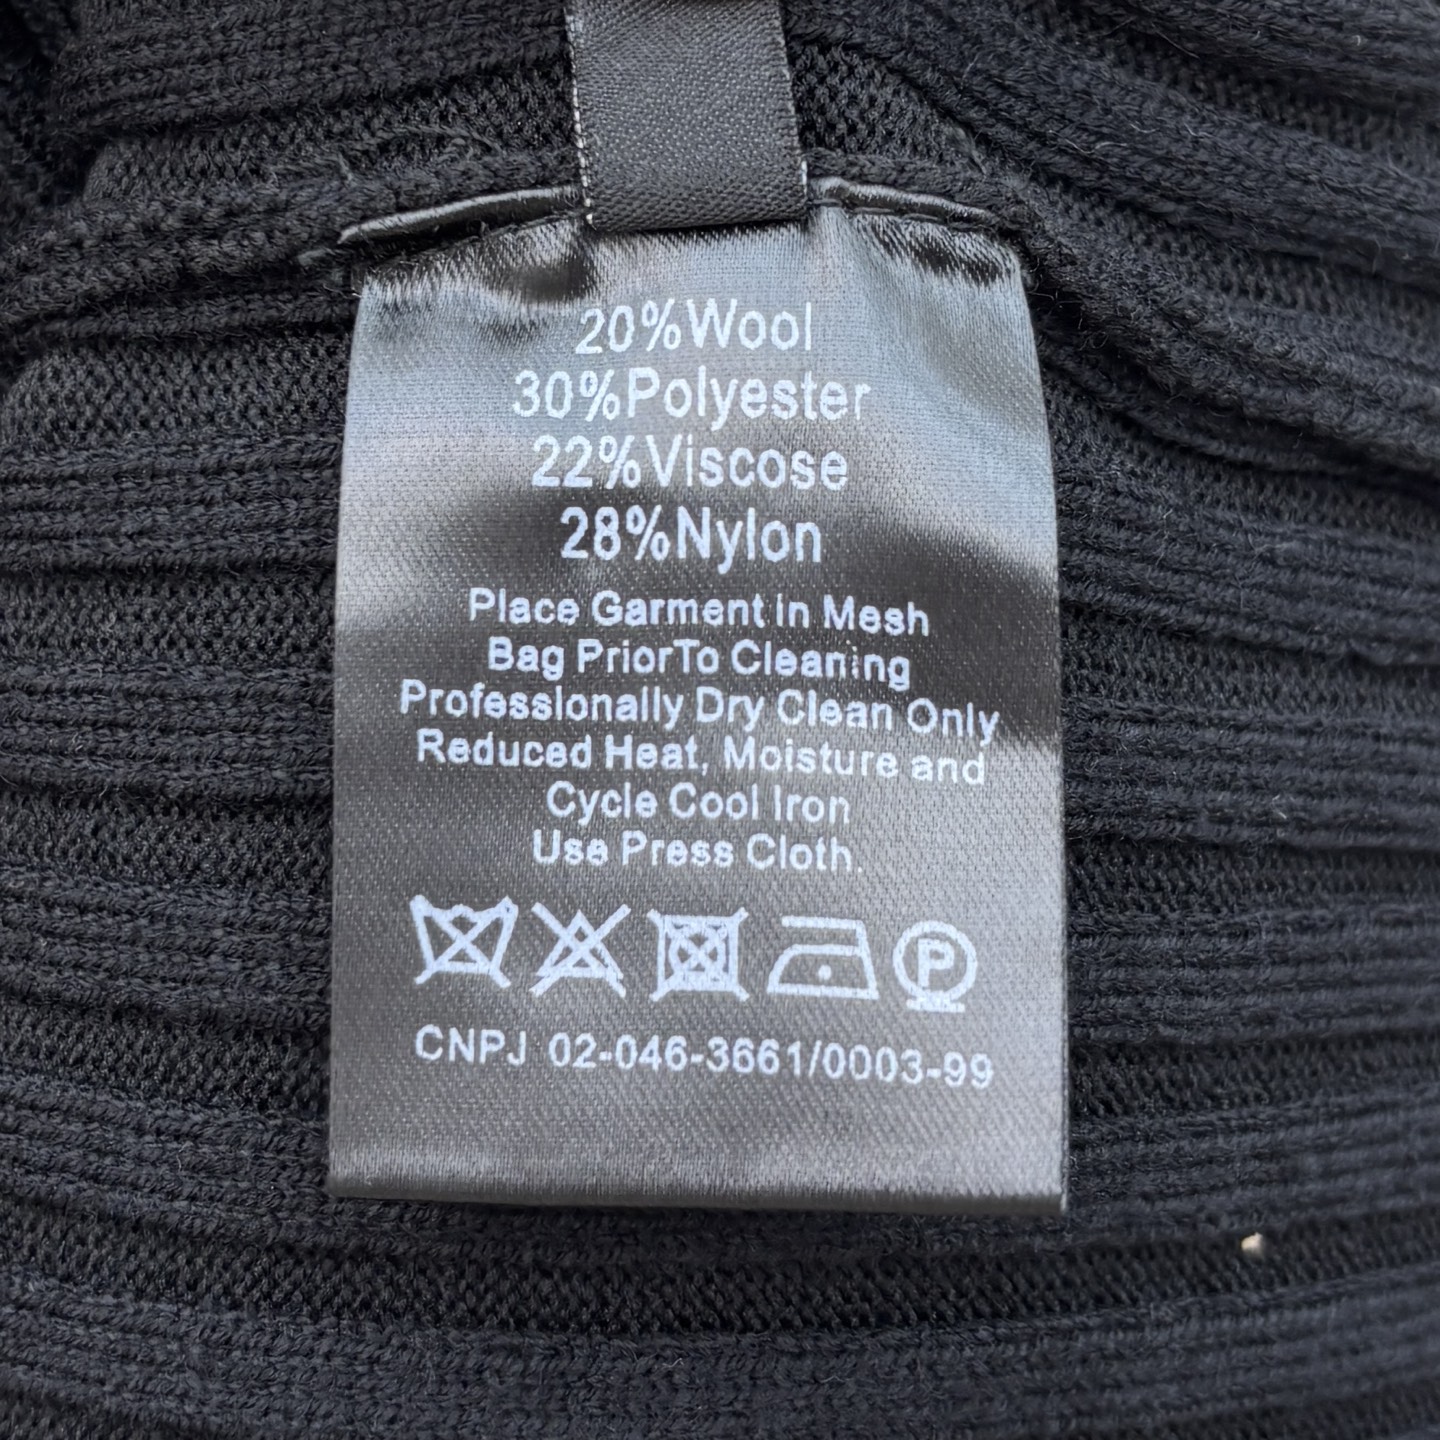 20%Wool
30%Polyester
22%Viscose
28%Nylon
Place Garment in Mesh
Bag PriorTo Cleaning
Professionally Dry Clean Only
Reduced Heat, Moisture and
Cycle Cool Iron
Use Press Cloth.
P
CNPJ 02-046-3661/0003-99